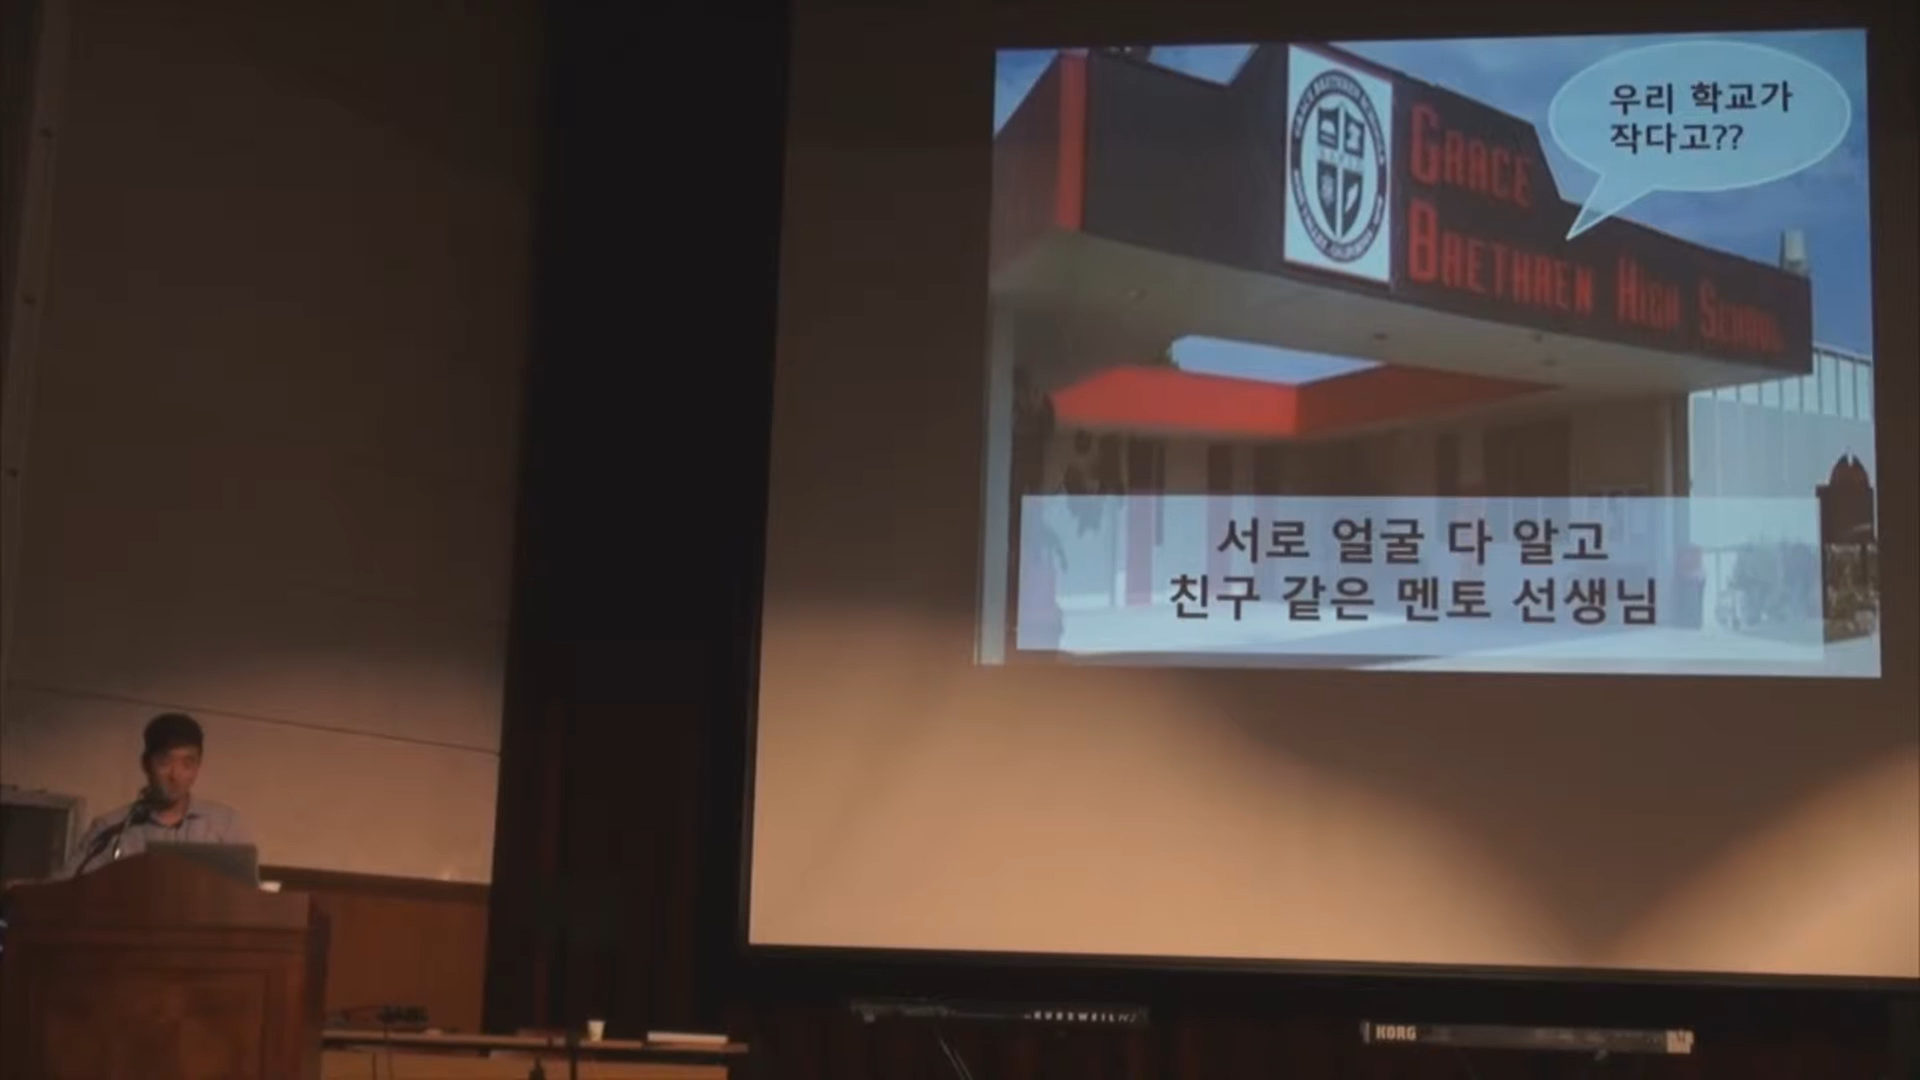 우리 학교가
작다고??
GRACE
BRETHREN HIGH SCHOOL
서로 얼굴 다 알고
친구 같은 멘토 선생님
KURZWEIL
KORG